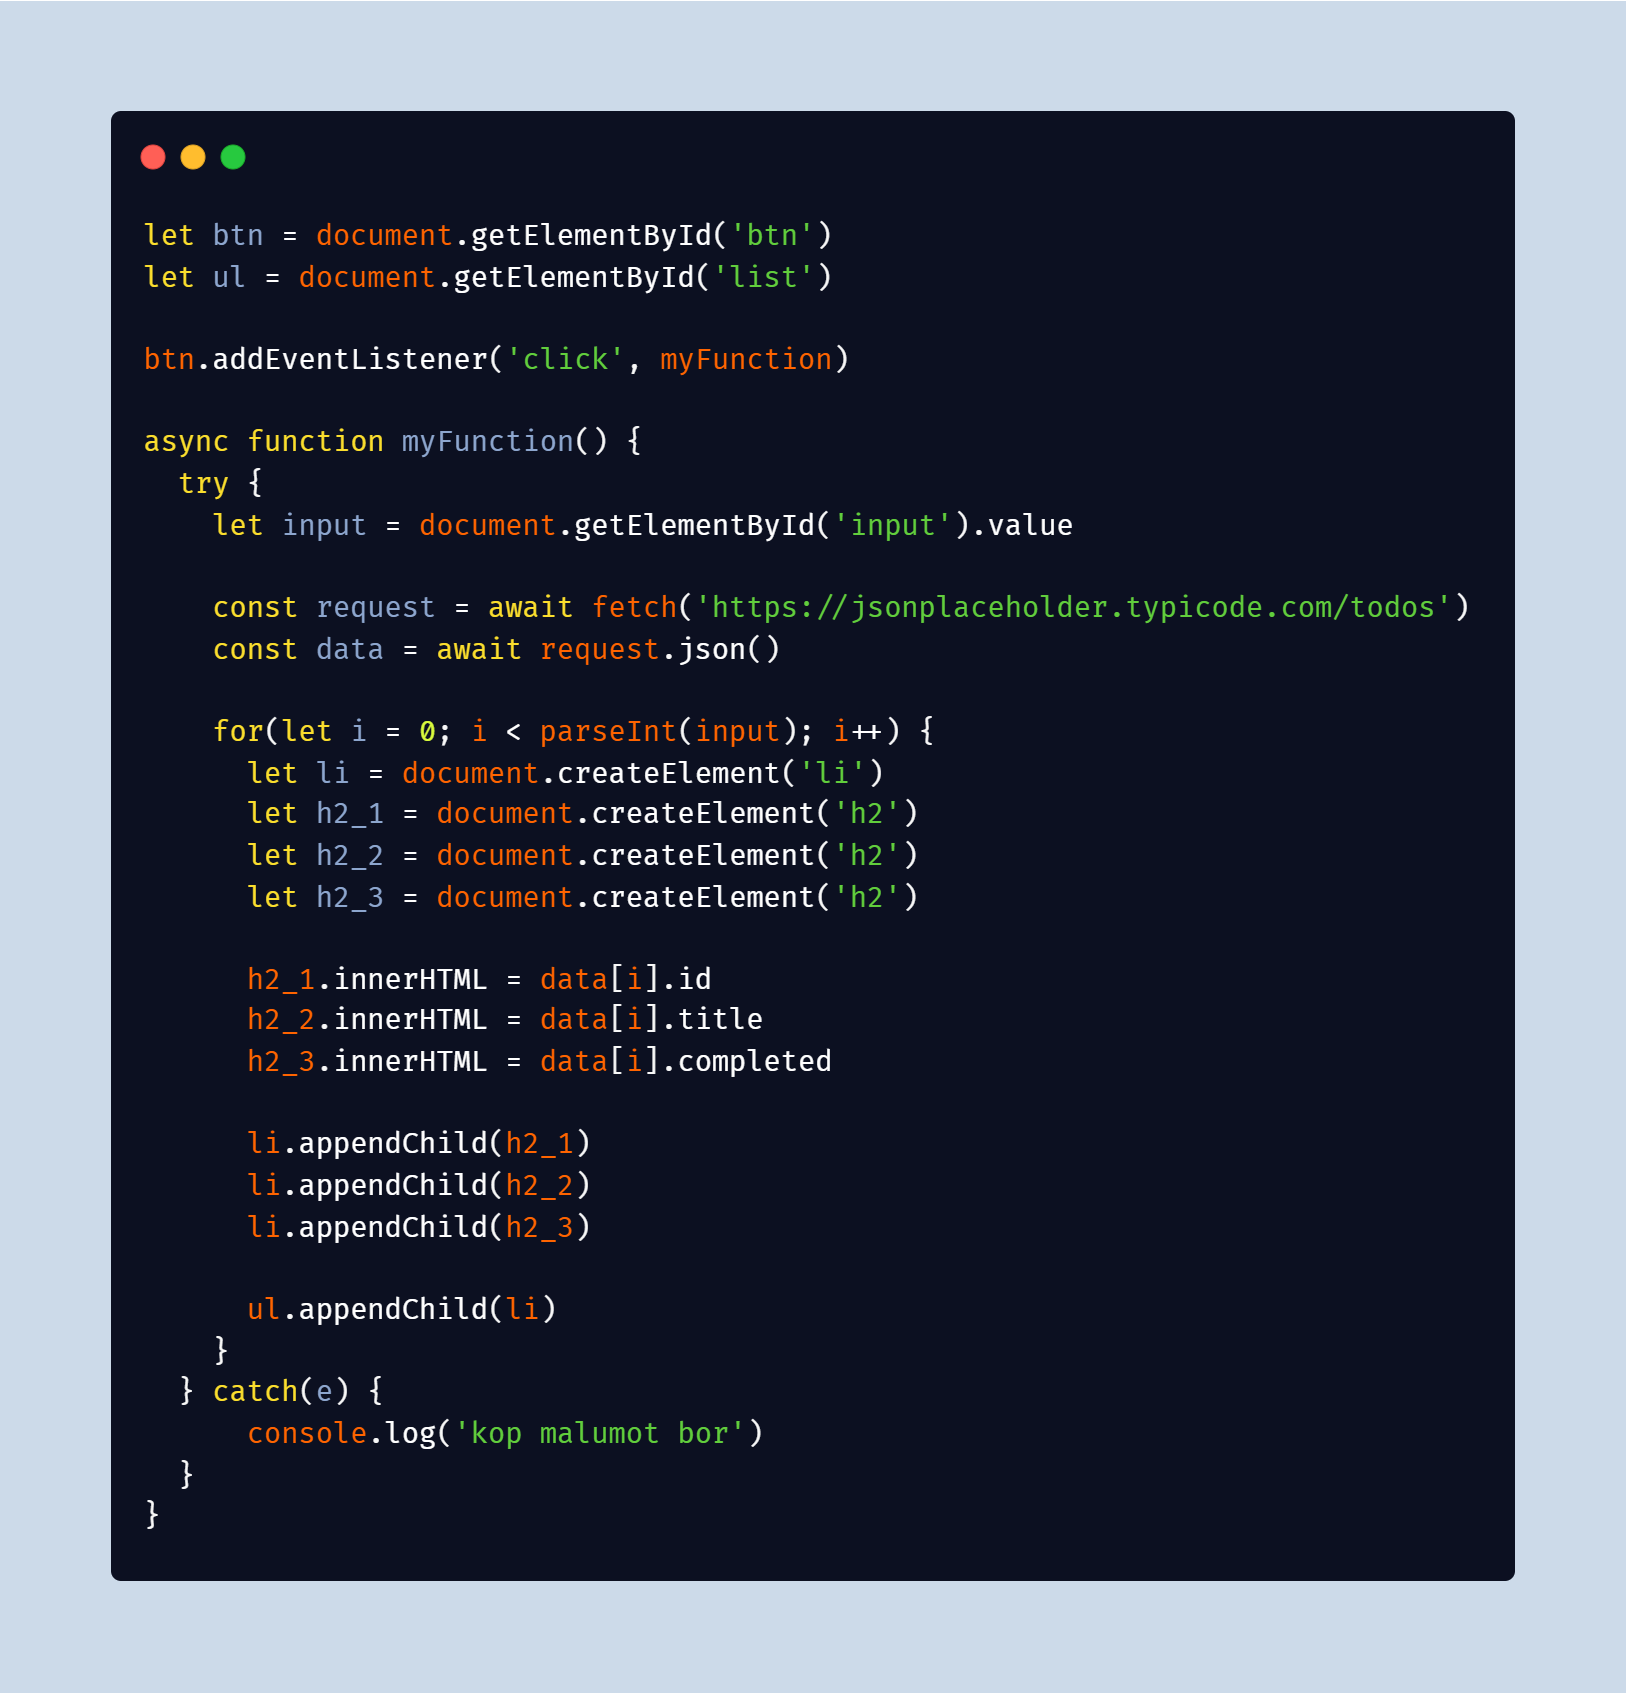 let btn = document.getElementById('btn')
let ul = document.getElementById('list')
btn.addEventListener('click', myFunction)
async function myFunction() {
try {
let input = document.getElementById('input').value
const request = await fetch('https://jsonplaceholder.typicode.com/todos')
const data = await request.json()
for(let i = 0; i < parseInt(input); i++) {
let li = document.createElement('li')
let h2_1 = document.createElement('h2')
let h2_2 = document.createElement('h2')
let h2_3 = document.createElement('h2')
h2_1.innerHTML = data[i].id
h2_2.innerHTML = data[i].title
h2_3.innerHTML = data[i].completed
li.appendChild(h2_1)
li.appendChild(h2_2)
li.appendChild(h2_3)
ul.appendChild(li)
}
} catch(e) {
console.log('kop malumot bor')
}
}